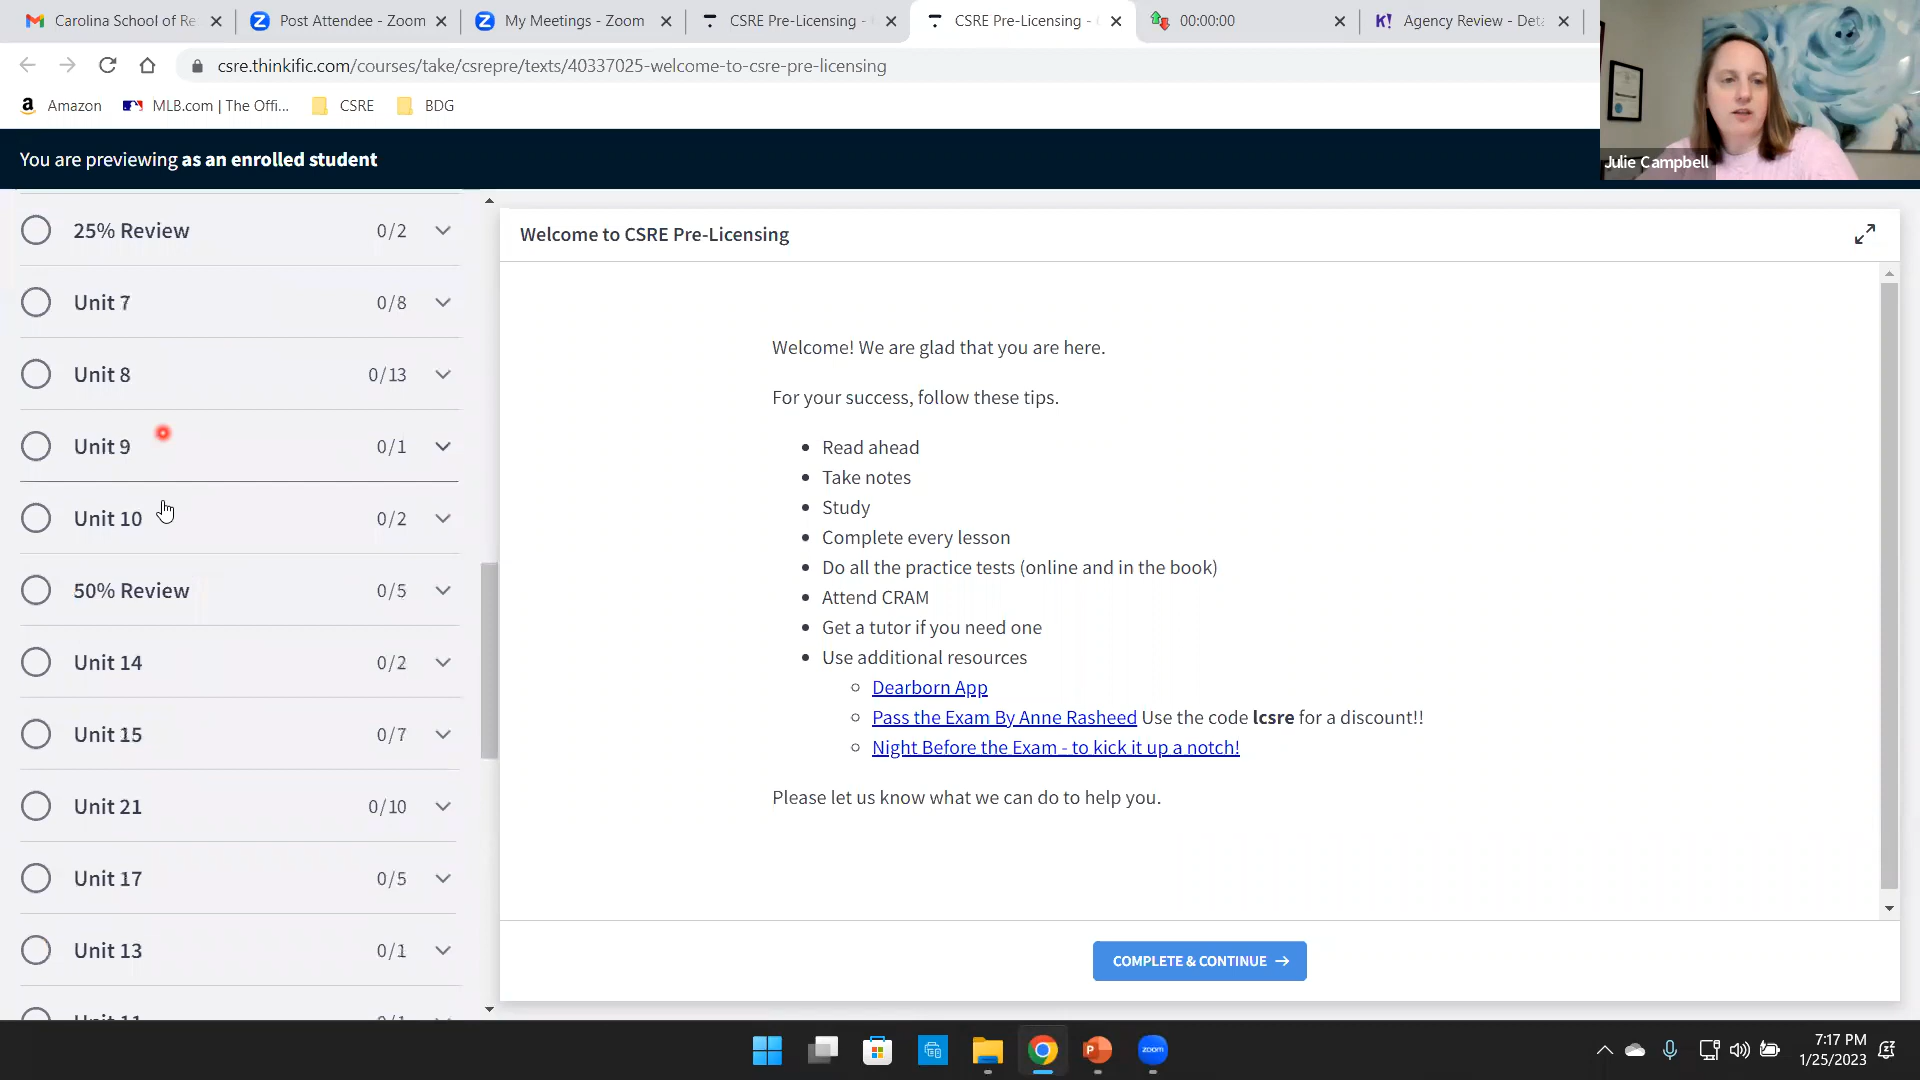 Carolina School of Re
Post Attendee - Zoom
My Meetings - Zoom
CSRE Pre-Licensing -
CSRE Pre-Licensing -
00:00:00
K! Agency Review - Deta
csre.thinkific.com/courses/take/csrepre/texts/40337025-welcome-to-csre-pre-licensing
Amazon
MLB.com | The Offi...
CSRE
BDG
Julie Campbell
You are previewing as an enrolled student
25% Review 0/2
Unit 7 0/8
Unit 8 0/13
Unit 9 0/1
Unit 10 0/2
50% Review 0/5
Unit 14 0/2
Unit 15 0/7
Unit 21 0/10
Unit 17 0/5
Unit 13 0/1
Unit 11 0/1
Welcome to CSRE Pre-Licensing
Welcome! We are glad that you are here.
For your success, follow these tips.
• Read ahead
• Take notes
• Study
• Complete every lesson
• Do all the practice tests (online and in the book)
• Attend CRAM
• Get a tutor if you need one
• Use additional resources
○ Dearborn App
○ Pass the Exam By Anne Rasheed Use the code lcsre for a discount!!
○ Night Before the Exam - to kick it up a notch!
Please let us know what we can do to help you.
COMPLETE & CONTINUE →
zoom
7:17 PM
1/25/2023